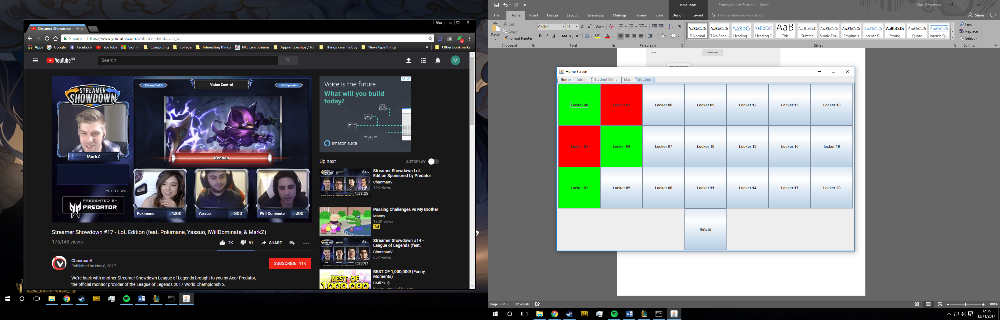 Max
Streamer Showdown
Secure https://www.youtube.com/watch?v=dvmbavs8_ws
Apps Google Facebook YouTube Sign In Computing college Interesting things NFL Live Streams Apprenticeships / Jo Things i wanna buy News type things » Other bookmarks
YouTube GB
Search
M
STREAMER
SHOWDOWN
Champ 1 of 8
Vision Control
200 points
MarkZ
Kennen
MATCHERINO
PRESENTED BY
PREDATOR
Pokimane 1200
Yassuo 800
IWillDominate 200
Streamer Showdown #17 - LoL Edition (feat. Pokimane, Yassuo, IWillDominate, & MarkZ)
176,148 views
2K 91 SHARE
ChanmanV
Published on Nov 8, 2017
SUBSCRIBE 41K
We're back with another Streamer Showdown League of Legends brought to you by Acer Predator,
the official monitor provider of the League of Legends 2017 World Championship.
Voice is the future.
What will you build
today?
amazon alexa
Up next
AUTOPLAY
#16
1:53:25
Streamer Showdown LoL
Edition Sponsored by Predator
ChanmanV
46K views
Passing Challenges vs My Brother
Manny
132K views
Ad
#14
1:33:47
Streamer Showdown #14 -
League of Legends (feat.
ChanmanV
65K views
BEST OF
1,000,000
BEST OF 1,000,000! (Funny
Moments)
SMii7Y
Recommended for you
Table Tools
Prototype Justification - Word
Max Stevenson
File Home Insert Design Layout References Mailings Review View Design Layout Tell me what you want to do Share
Paste
Cut
Copy
Format Painter
Clipboard
Calibri 11
Font
Paragraph
¶ Normal
¶ No Spac...
Heading 1
Heading 2
Title
Subtitle
Subtle Em...
Emphasis
Intense E...
Strong
Quote
Intense Q...
Styles
Find
Replace
Select
Editing
Clock
Student Menu
Home Screen
Home Admin Student Menu Map Buttons
Locker 00 Locker 03 Locker 06 Locker 09 Locker 12 Locker 15 Locker 18
Locker 01 Locker 04 Locker 07 Locker 10 Locker 13 Locker 16 locker 19
Locker 02 Locker 05 Locker 08 Locker 11 Locker 14 Locker 17 Locker 20
Return
Page 3 of 3 512 words
100%
12:35
12/11/2017